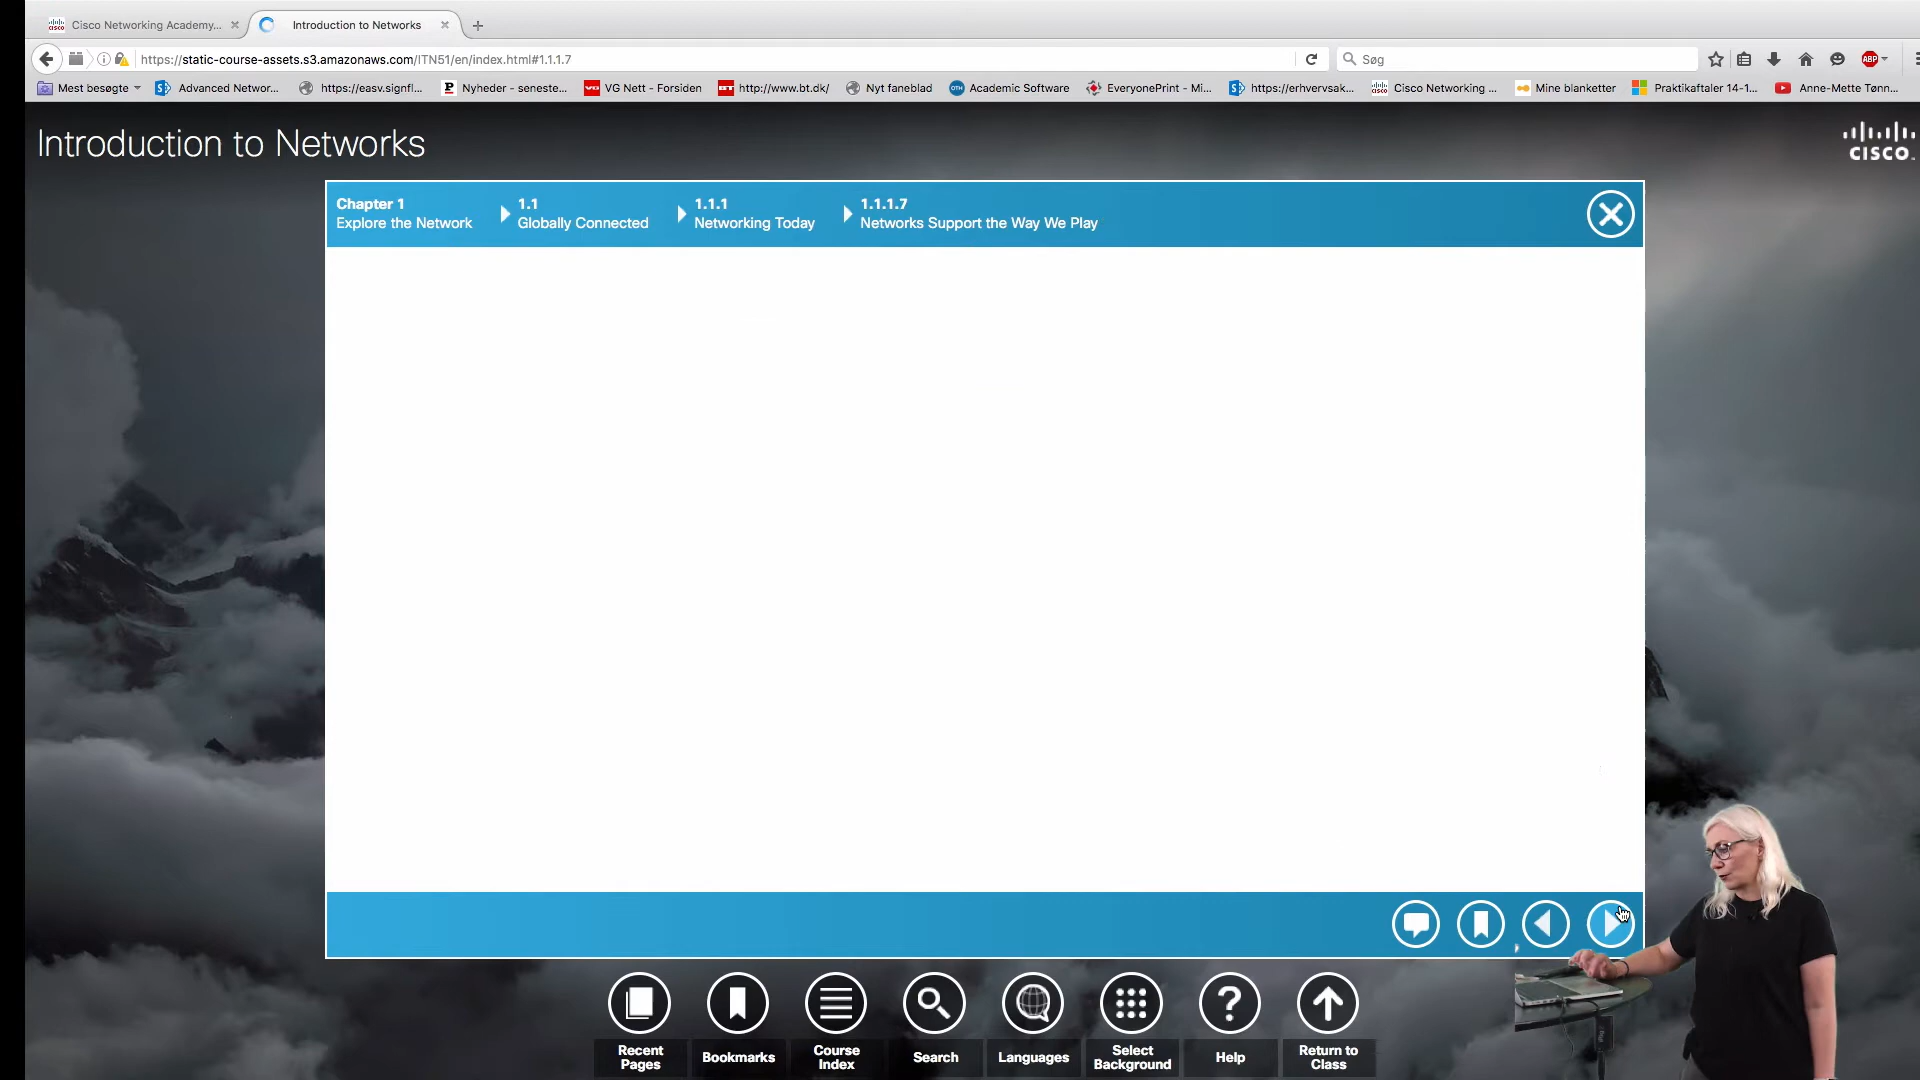 Cisco Networking Academy...
Introduction to Networks
https://static-course-assets.s3.amazonaws.com/ITN51/en/index.html#1.1.1.7
Søg
ABP
Mest besøgte
Advanced Networ...
https://easv.signfl...
Nyheder - seneste...
VG Nett - Forsiden
http://www.bt.dk/
Nyt faneblad
Academic Software
EveryonePrint - Mi...
https://erhvervsak...
Cisco Networking ...
Mine blanketter
Praktikaftaler 14-1...
Anne-Mette Tønn...
Introduction to Networks
CISCO
Chapter 1
Explore the Network
1.1
Globally Connected
1.1.1
Networking Today
1.1.1.7
Networks Support the Way We Play
Recent
Pages
Bookmarks
Course
Index
Search
Languages
Select
Background
Help
Return to
Class